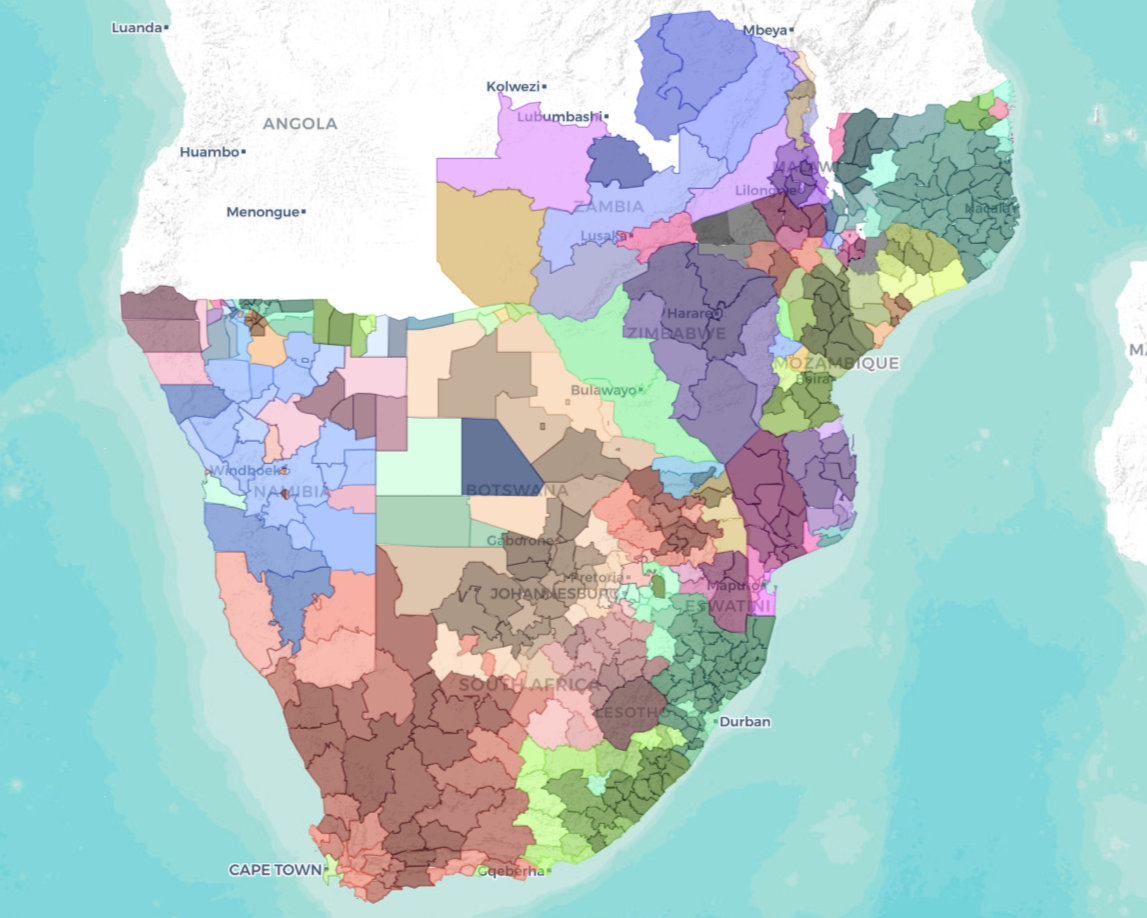 Luanda
Mbeya
Kolwezi
Lubumbashi
ANGOLA
Huambo
MALAWI
Lilongwe
Menongue
ZAMBIA
Nacala
Lusaka
Harare
ZIMBABWE
MOZAMBIQUE
Beira
Bulawayo
Windhoek
NAMIBIA
BOTSWANA
Gaborone
Pretoria
JOHANNESBURG
Maputo
ESWATINI
SOUTH AFRICA
LESOTHO
Durban
CAPE TOWN
Gqeberha
MA